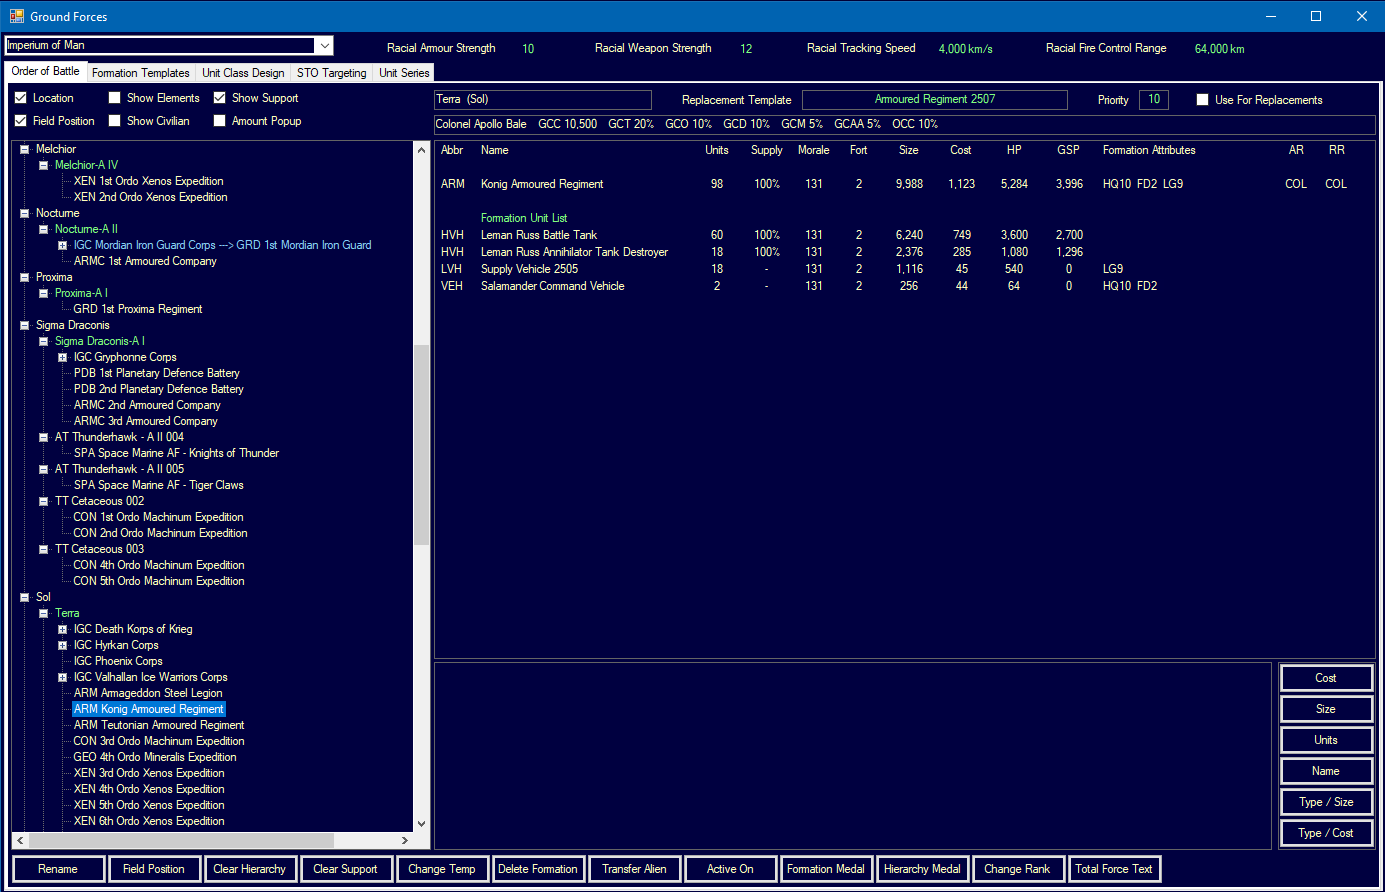 Ground Forces
Imperium of Man
Racial Armour Strength 10 Racial Weapon Strength 12 Racial Tracking Speed 4,000 km/s Racial Fire Control Range 64,000 km
Order of Battle Formation Templates Unit Class Design STO Targeting Unit Series
Location Show Elements Show Support
Field Position Show Civilian Amount Popup
Melchior
Melchior-A IV
XEN 1st Ordo Xenos Expedition
XEN 2nd Ordo Xenos Expedition
Nocturne
Nocturne-A II
IGC Mordian Iron Guard Corps ---> GRD 1st Mordian Iron Guard
ARMC 1st Armoured Company
Proxima
Proxima-A I
GRD 1st Proxima Regiment
Sigma Draconis
Sigma Draconis-A I
IGC Gryphonne Corps
PDB 1st Planetary Defence Battery
PDB 2nd Planetary Defence Battery
ARMC 2nd Armoured Company
ARMC 3rd Armoured Company
AT Thunderhawk - A II 004
SPA Space Marine AF - Knights of Thunder
AT Thunderhawk - A II 005
SPA Space Marine AF - Tiger Claws
TT Cetaceous 002
CON 1st Ordo Machinum Expedition
CON 2nd Ordo Machinum Expedition
TT Cetaceous 003
CON 4th Ordo Machinum Expedition
CON 5th Ordo Machinum Expedition
Sol
Terra
IGC Death Korps of Krieg
IGC Hyrkan Corps
IGC Phoenix Corps
IGC Valhallan Ice Warriors Corps
ARM Armageddon Steel Legion
ARM Konig Armoured Regiment
ARM Teutonian Armoured Regiment
CON 3rd Ordo Machinum Expedition
GEO 4th Ordo Mineralis Expedition
XEN 3rd Ordo Xenos Expedition
XEN 4th Ordo Xenos Expedition
XEN 5th Ordo Xenos Expedition
XEN 6th Ordo Xenos Expedition
Terra (Sol) Replacement Template Armoured Regiment 2507 Priority 10 Use For Replacements
Colonel Apollo Bale GCC 10,500 GCT 20% GCO 10% GCD 10% GCM 5% GCAA 5% OCC 10%
Abbr Name Units Supply Morale Fort Size Cost HP GSP Formation Attributes AR RR
ARM Konig Armoured Regiment 98 100% 131 2 9,988 1,123 5,284 3,996 HQ10 FD2 LG9 COL COL
Formation Unit List
HVH Leman Russ Battle Tank 60 100% 131 2 6,240 749 3,600 2,700
HVH Leman Russ Annihilator Tank Destroyer 18 100% 131 2 2,376 285 1,080 1,296
LVH Supply Vehicle 2505 18 - 131 2 1,116 45 540 0 LG9
VEH Salamander Command Vehicle 2 - 131 2 256 44 64 0 HQ10 FD2
Cost
Size
Units
Name
Type / Size
Type / Cost
Rename Field Position Clear Hierarchy Clear Support Change Temp Delete Formation Transfer Alien Active On Formation Medal Hierarchy Medal Change Rank Total Force Text